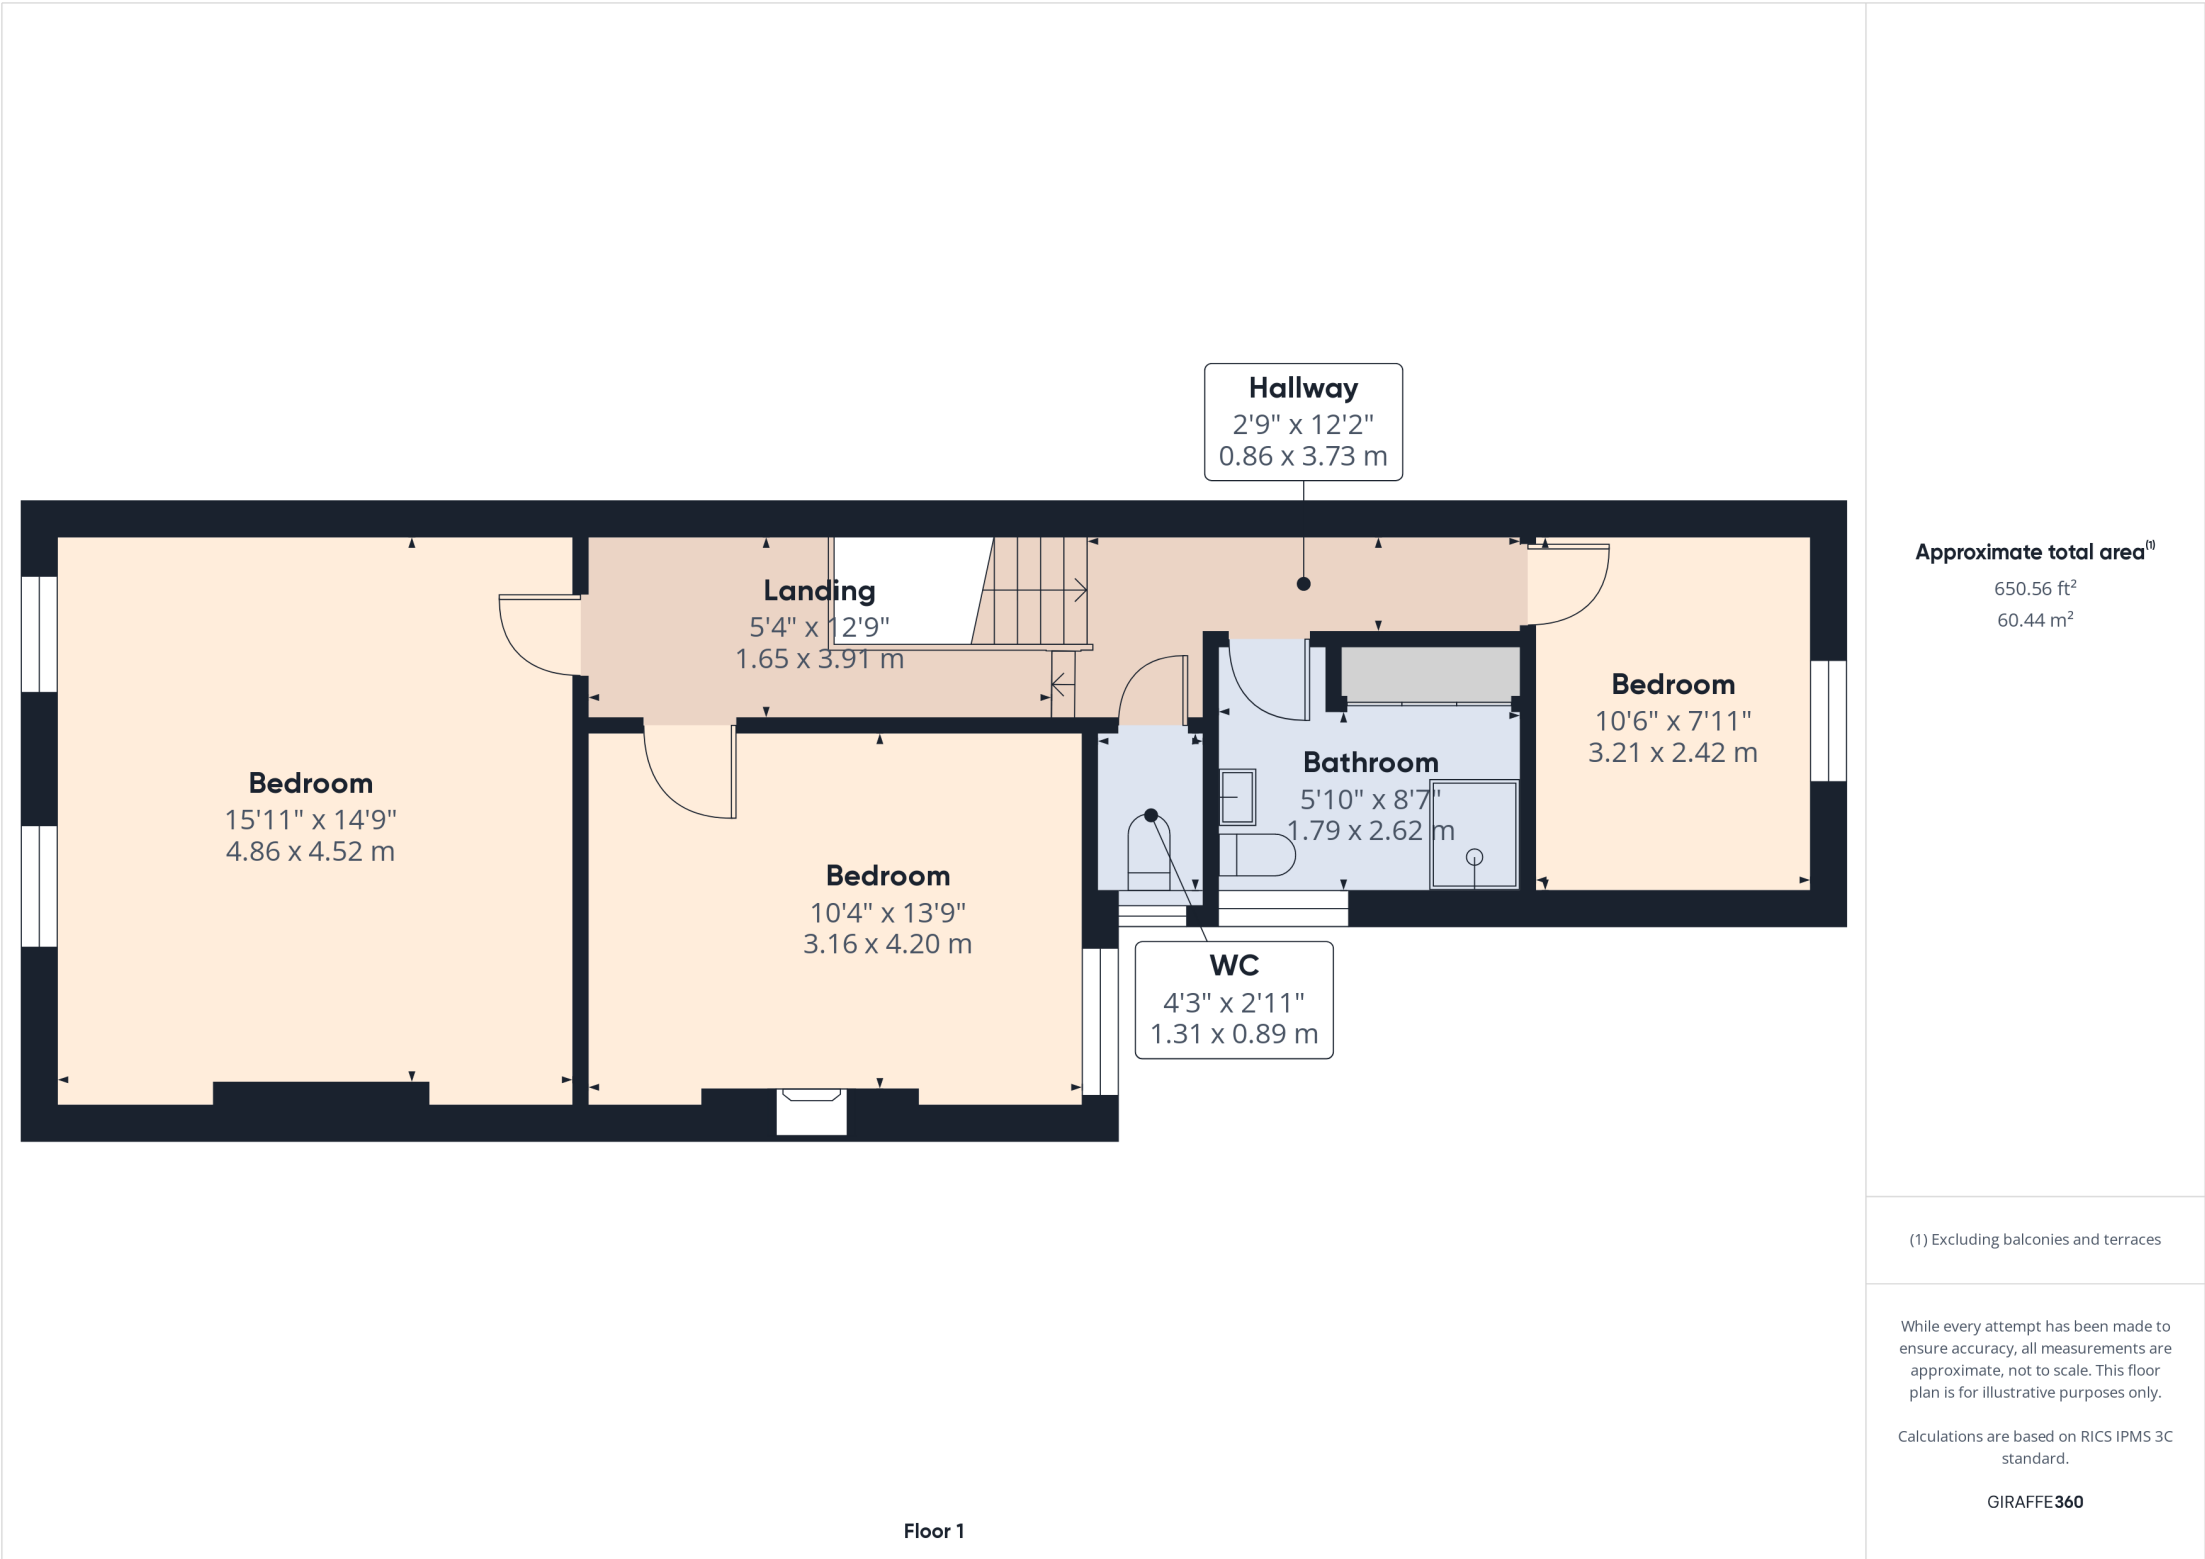 Hallway
2'9" x 12'2"
0.86 x 3.73 m
Landing
5'4" x 12'9"
1.65 x 3.91 m
Bedroom
15'11" x 14'9"
4.86 x 4.52 m
Bedroom
10'4" x 13'9"
3.16 x 4.20 m
Bathroom
5'10" x 8'7"
1.79 x 2.62 m
Bedroom
10'6" x 7'11"
3.21 x 2.42 m
WC
4'3" x 2'11"
1.31 x 0.89 m
Floor 1
Approximate total area(1)
650.56 ft²
60.44 m²
(1) Excluding balconies and terraces
While every attempt has been made to
ensure accuracy, all measurements are
approximate, not to scale. This floor
plan is for illustrative purposes only.
Calculations are based on RICS IPMS 3C
standard.
GIRAFFE360